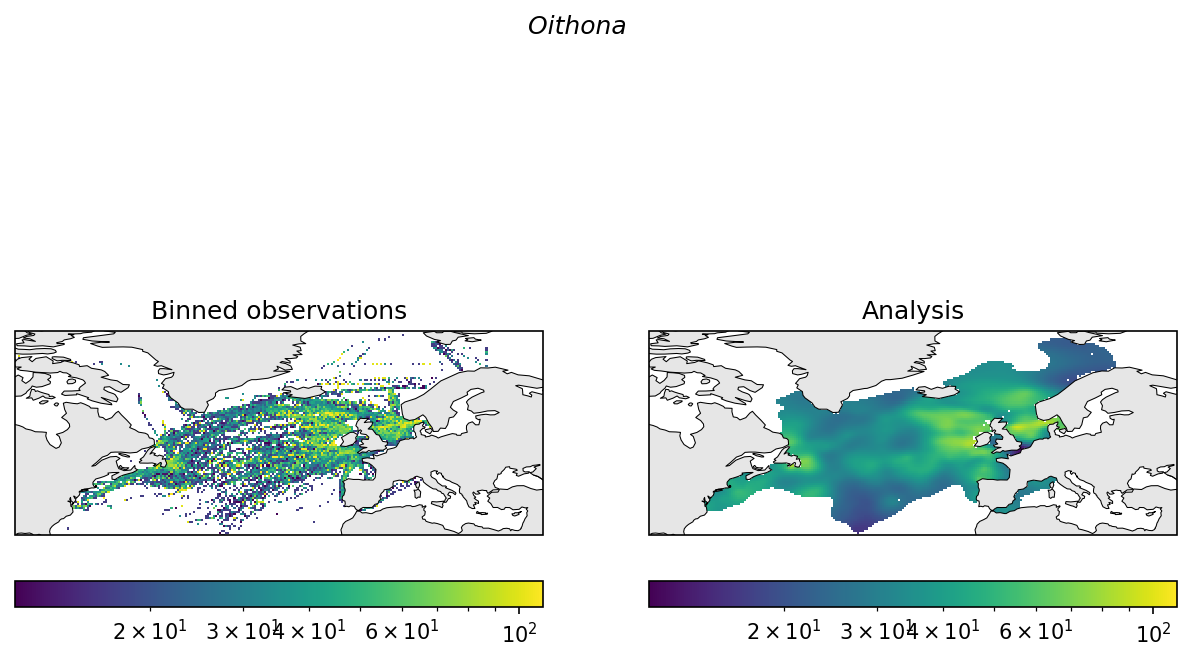 Oithona
Binned observations
Analysis
2 × 10¹ 3 × 10¹ 4 × 10¹ 6 × 10¹ 10²
2 × 10¹ 3 × 10¹ 4 × 10¹ 6 × 10¹ 10²